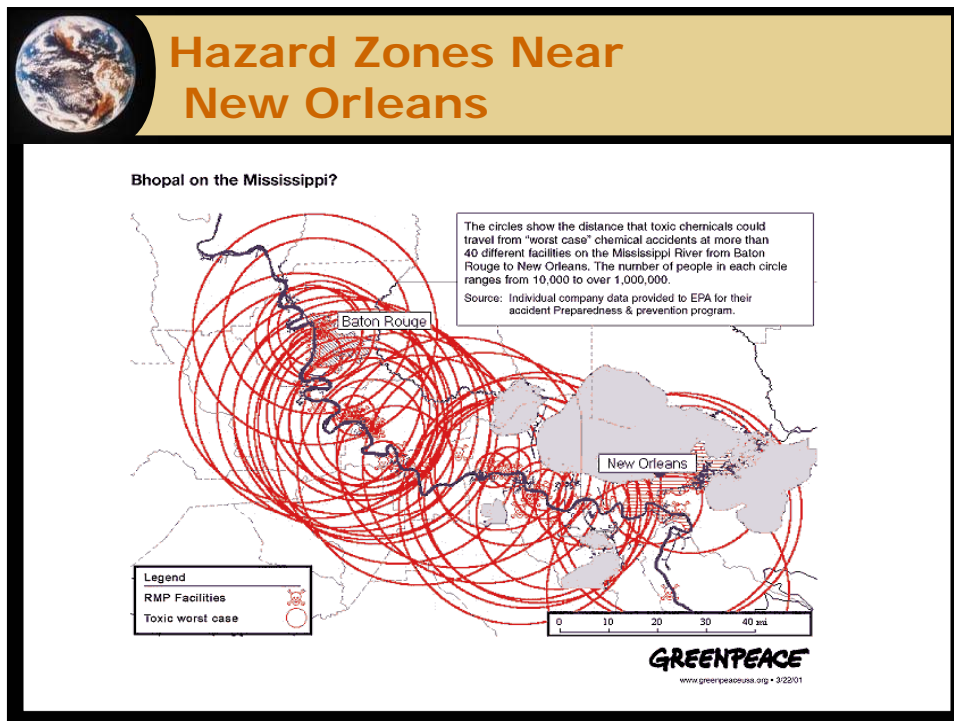 Hazard Zones Near
New Orleans
Bhopal on the Mississippi?
The circles show the distance that toxic chemicals could
travel from “worst case” chemical accidents at more than
40 different facilities on the Mississippi River from Baton
Rouge to New Orleans. The number of people in each circle
ranges from 10,000 to over 1,000,000.
Source: Individual company data provided to EPA for their
accident Preparedness & prevention program.
Baton Rouge
New Orleans
Legend
RMP Facilities
Toxic worst case
0 10 20 30 40 mi
GREENPEACE
www.greenpeaceusa.org • 3/22/01